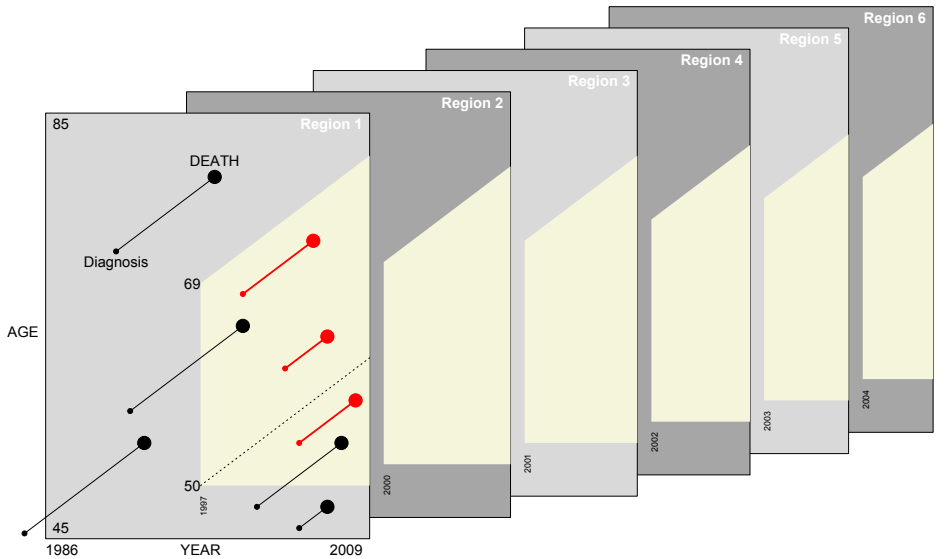 Region 6
Region 5
Region 4
Region 3
Region 2
Region 1
85
DEATH
Diagnosis
69
AGE
50
1997
2000
2001
2002
2003
2004
45
1986
YEAR
2009